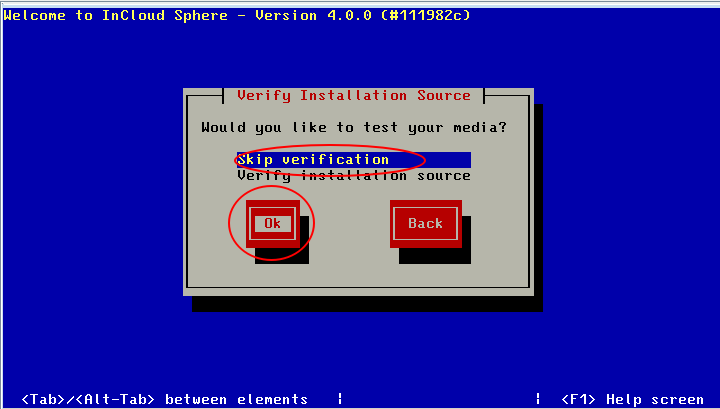 Welcome to InCloud Sphere - Version 4.0.0 (#111982c)
Verify Installation Source
Would you like to test your media?
Skip verification
Verify installation source
Ok Back
<Tab>/<Alt-Tab> between elements | | <F1> Help screen